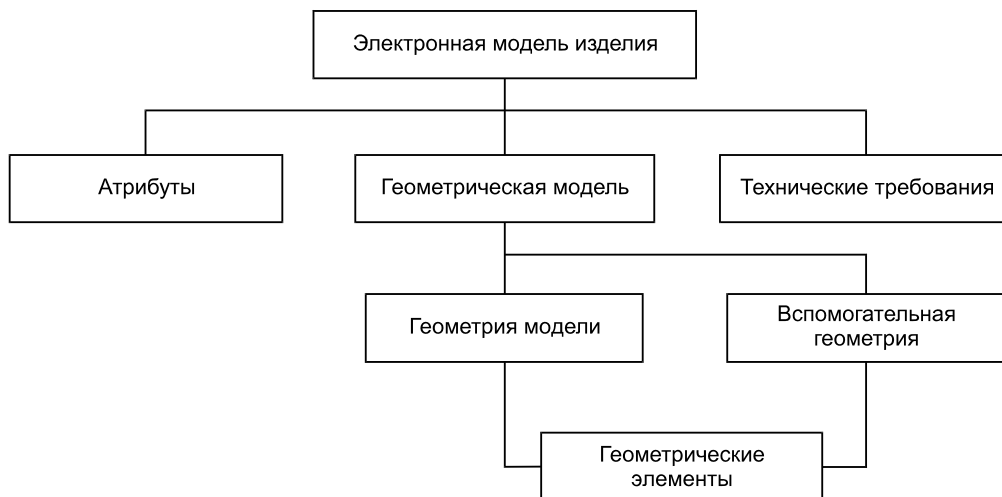 Электронная модель изделия
Атрибуты
Геометрическая модель
Технические требования
Геометрия модели
Вспомогательная
геометрия
Геометрические
элементы